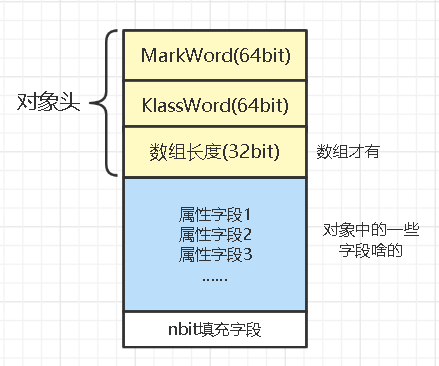 MarkWord(64bit)
对象头
KlassWord(64bit)
数组长度(32bit)
数组才有
属性字段1
属性字段2
属性字段3
......
对象中的一些
字段啥的
nbit填充字段